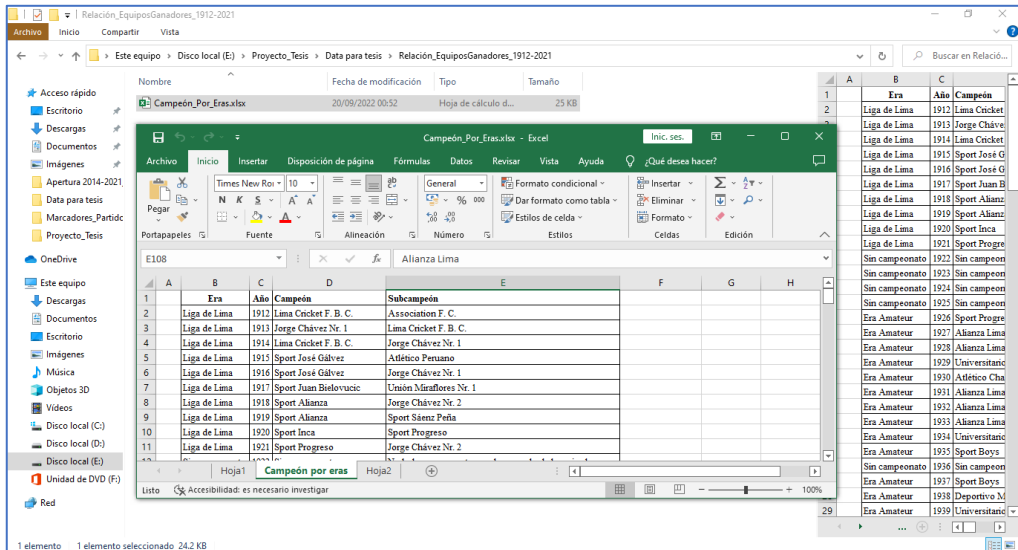 Relación_EquiposGanadores_1912-2021
Archivo Inicio Compartir Vista
Este equipo > Disco local (E:) > Proyecto_Tesis > Data para tesis > Relación_EquiposGanadores_1912-2021
Buscar en Relació...
Nombre Fecha de modificación Tipo Tamaño
Campeón_Por_Eras.xlsx 20/09/2022 00:52 Hoja de cálculo d... 25 KB
Acceso rápido
Escritorio
Descargas
Documentos
Imágenes
Apertura 2014-2021
Data para tesis
Marcadores_Partidc
Proyecto_Tesis
OneDrive
Este equipo
Descargas
Documentos
Escritorio
Imágenes
Música
Objetos 3D
Vídeos
Disco local (C:)
Disco local (D:)
Disco local (E:)
Unidad de DVD (F:)
Red
1 elemento 1 elemento seleccionado 24.2 KB
Campeón_Por_Eras.xlsx - Excel
Inic. ses.
Archivo Inicio Insertar Disposición de página Fórmulas Datos Revisar Vista Ayuda ¿Qué desea hacer?
Pegar
Times New Roi 10
N K S
General
% 000
Formato condicional
Dar formato como tabla
Estilos de celda
Insertar
Eliminar
Formato
Portapapeles Fuente Alineación Número Estilos Celdas Edición
E108 fx Alianza Lima
A B C D E F G H
1 Era Año Campeón Subcampeón
2 Liga de Lima 1912 Lima Cricket F. B. C. Association F. C.
3 Liga de Lima 1913 Jorge Chávez Nr. 1 Lima Cricket F. B. C.
4 Liga de Lima 1914 Lima Cricket F. B. C. Jorge Chávez Nr. 1
5 Liga de Lima 1915 Sport José Gálvez Atlético Peruano
6 Liga de Lima 1916 Sport José Gálvez Jorge Chávez Nr. 1
7 Liga de Lima 1917 Sport Juan Bielovucic Unión Miraflores Nr. 1
8 Liga de Lima 1918 Sport Alianza Jorge Chávez Nr. 2
9 Liga de Lima 1919 Sport Alianza Sport Sáenz Peña
10 Liga de Lima 1920 Sport Inca Sport Progreso
11 Liga de Lima 1921 Sport Progreso Jorge Chávez Nr. 2
Hoja1 Campeón por eras Hoja2
Listo Accesibilidad: es necesario investigar 100%
A B C
1 Era Año Campeón
2 Liga de Lima 1912 Lima Cricket
Liga de Lima 1913 Jorge Cháve
Liga de Lima 1914 Lima Cricket
Liga de Lima 1915 Sport José G
Liga de Lima 1916 Sport José G
Liga de Lima 1917 Sport Juan B
Liga de Lima 1918 Sport Alianz
Liga de Lima 1919 Sport Alianz
Liga de Lima 1920 Sport Inca
Liga de Lima 1921 Sport Progre
Sin campeonato 1922 Sin campeon
Sin campeonato 1923 Sin campeon
Sin campeonato 1924 Sin campeon
Sin campeonato 1925 Sin campeon
Era Amateur 1926 Sport Progre
Era Amateur 1927 Alianza Lima
Era Amateur 1928 Alianza Lima
Era Amateur 1929 Universitario
Era Amateur 1930 Atlético Cha
Era Amateur 1931 Alianza Lima
Era Amateur 1932 Alianza Lima
Era Amateur 1933 Alianza Lima
Era Amateur 1934 Universitario
Era Amateur 1935 Sport Boys
Sin campeonato 1936 Sin campeon
Era Amateur 1937 Sport Boys
Era Amateur 1938 Deportivo M
29 Era Amateur 1939 Universitario
...